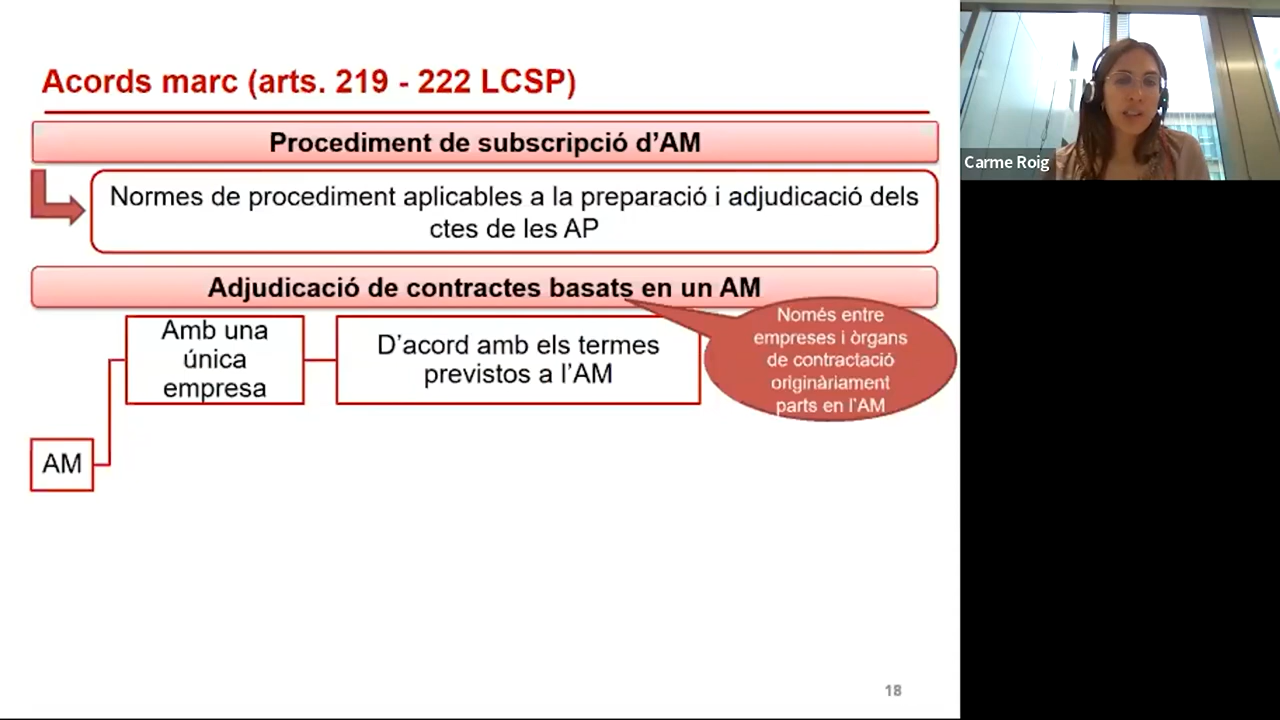 Acords marc (arts. 219 - 222 LCSP)
Procediment de subscripció d'AM
Normes de procediment aplicables a la preparació i adjudicació dels
ctes de les AP
Adjudicació de contractes basats en un AM
Amb una
única
empresa
D'acord amb els termes
previstos a l'AM
Només entre
empreses i òrgans
de contractació
originàriament
parts en l'AM
AM
18
Carme Roig